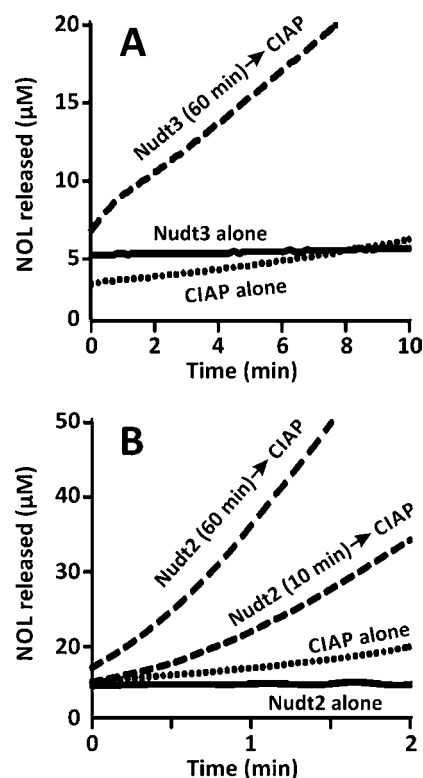 A
NOL released (µM)
20
15
10
5
0
Nudt3 (60 min)→ CIAP
Nudt3 alone
CIAP alone
0 2 4 6 8 10
Time (min)
B
NOL released (µM)
50
40
30
20
10
0
Nudt2 (60 min)→ CIAP
Nudt2 (10 min)→ CIAP
CIAP alone
Nudt2 alone
0 1 2
Time (min)